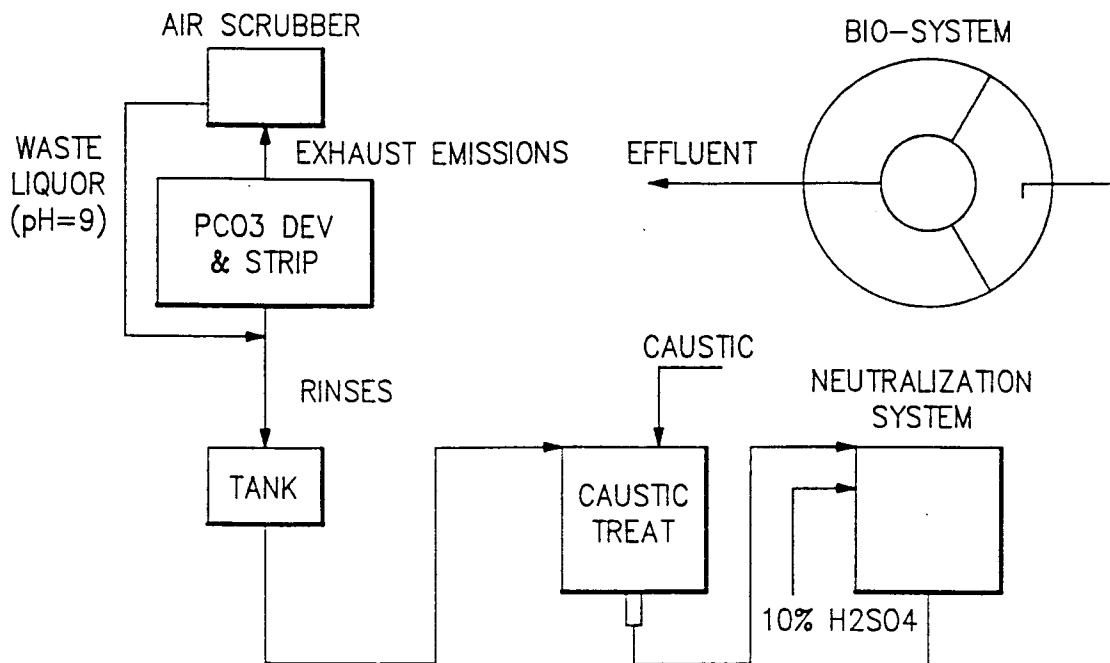 AIR SCRUBBER
BIO-SYSTEM
WASTE
LIQUOR
(pH=9)
EXHAUST EMISSIONS
EFFLUENT
PCO3 DEV
& STRIP
CAUSTIC
RINSES
NEUTRALIZATION
SYSTEM
TANK
CAUSTIC
TREAT
10% H2SO4